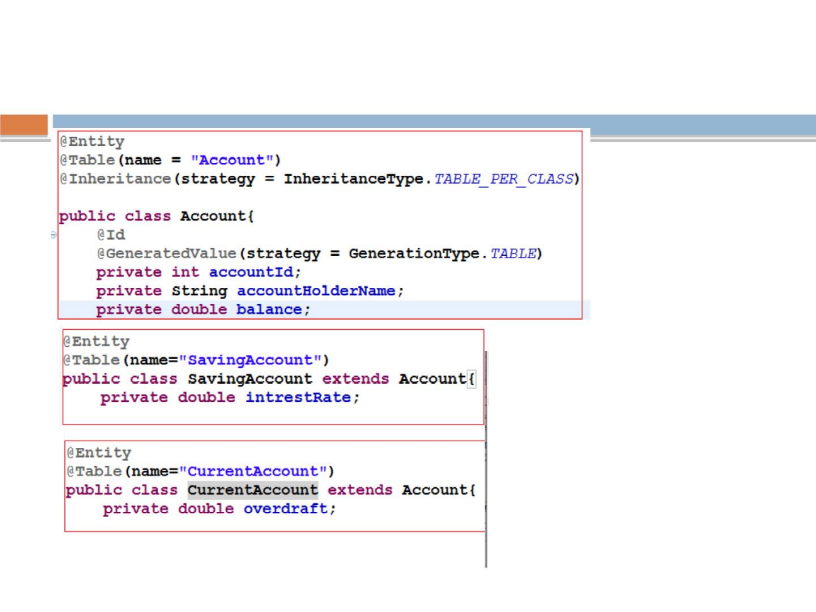 @Entity
@Table(name = "Account")
@Inheritance(strategy = InheritanceType.TABLE_PER_CLASS)
public class Account{
@Id
@GeneratedValue(strategy = GenerationType.TABLE)
private int accountId;
private String accountHolderName;
private double balance;
@Entity
@Table(name="SavingAccount")
public class SavingAccount extends Account{
private double intrestRate;
@Entity
@Table(name="CurrentAccount")
public class CurrentAccount extends Account{
private double overdraft;